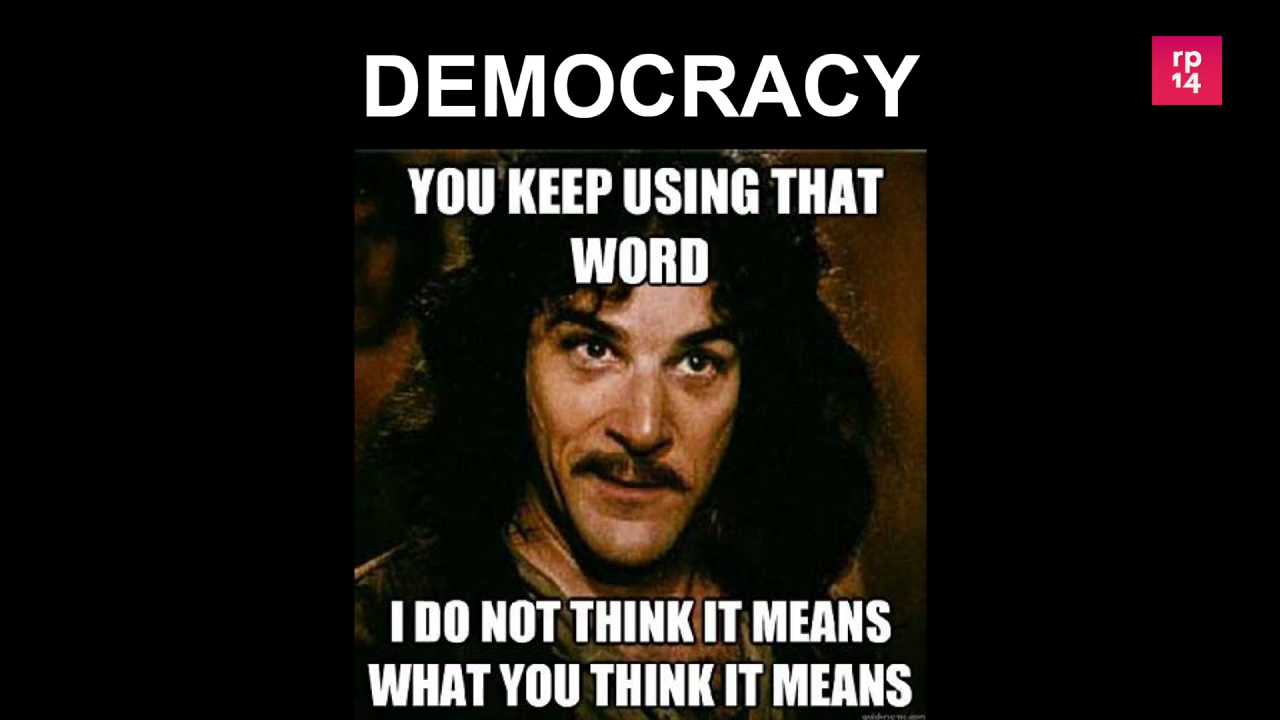 DEMOCRACY
rp
14
YOU KEEP USING THAT
WORD
I DO NOT THINK IT MEANS
WHAT YOU THINK IT MEANS